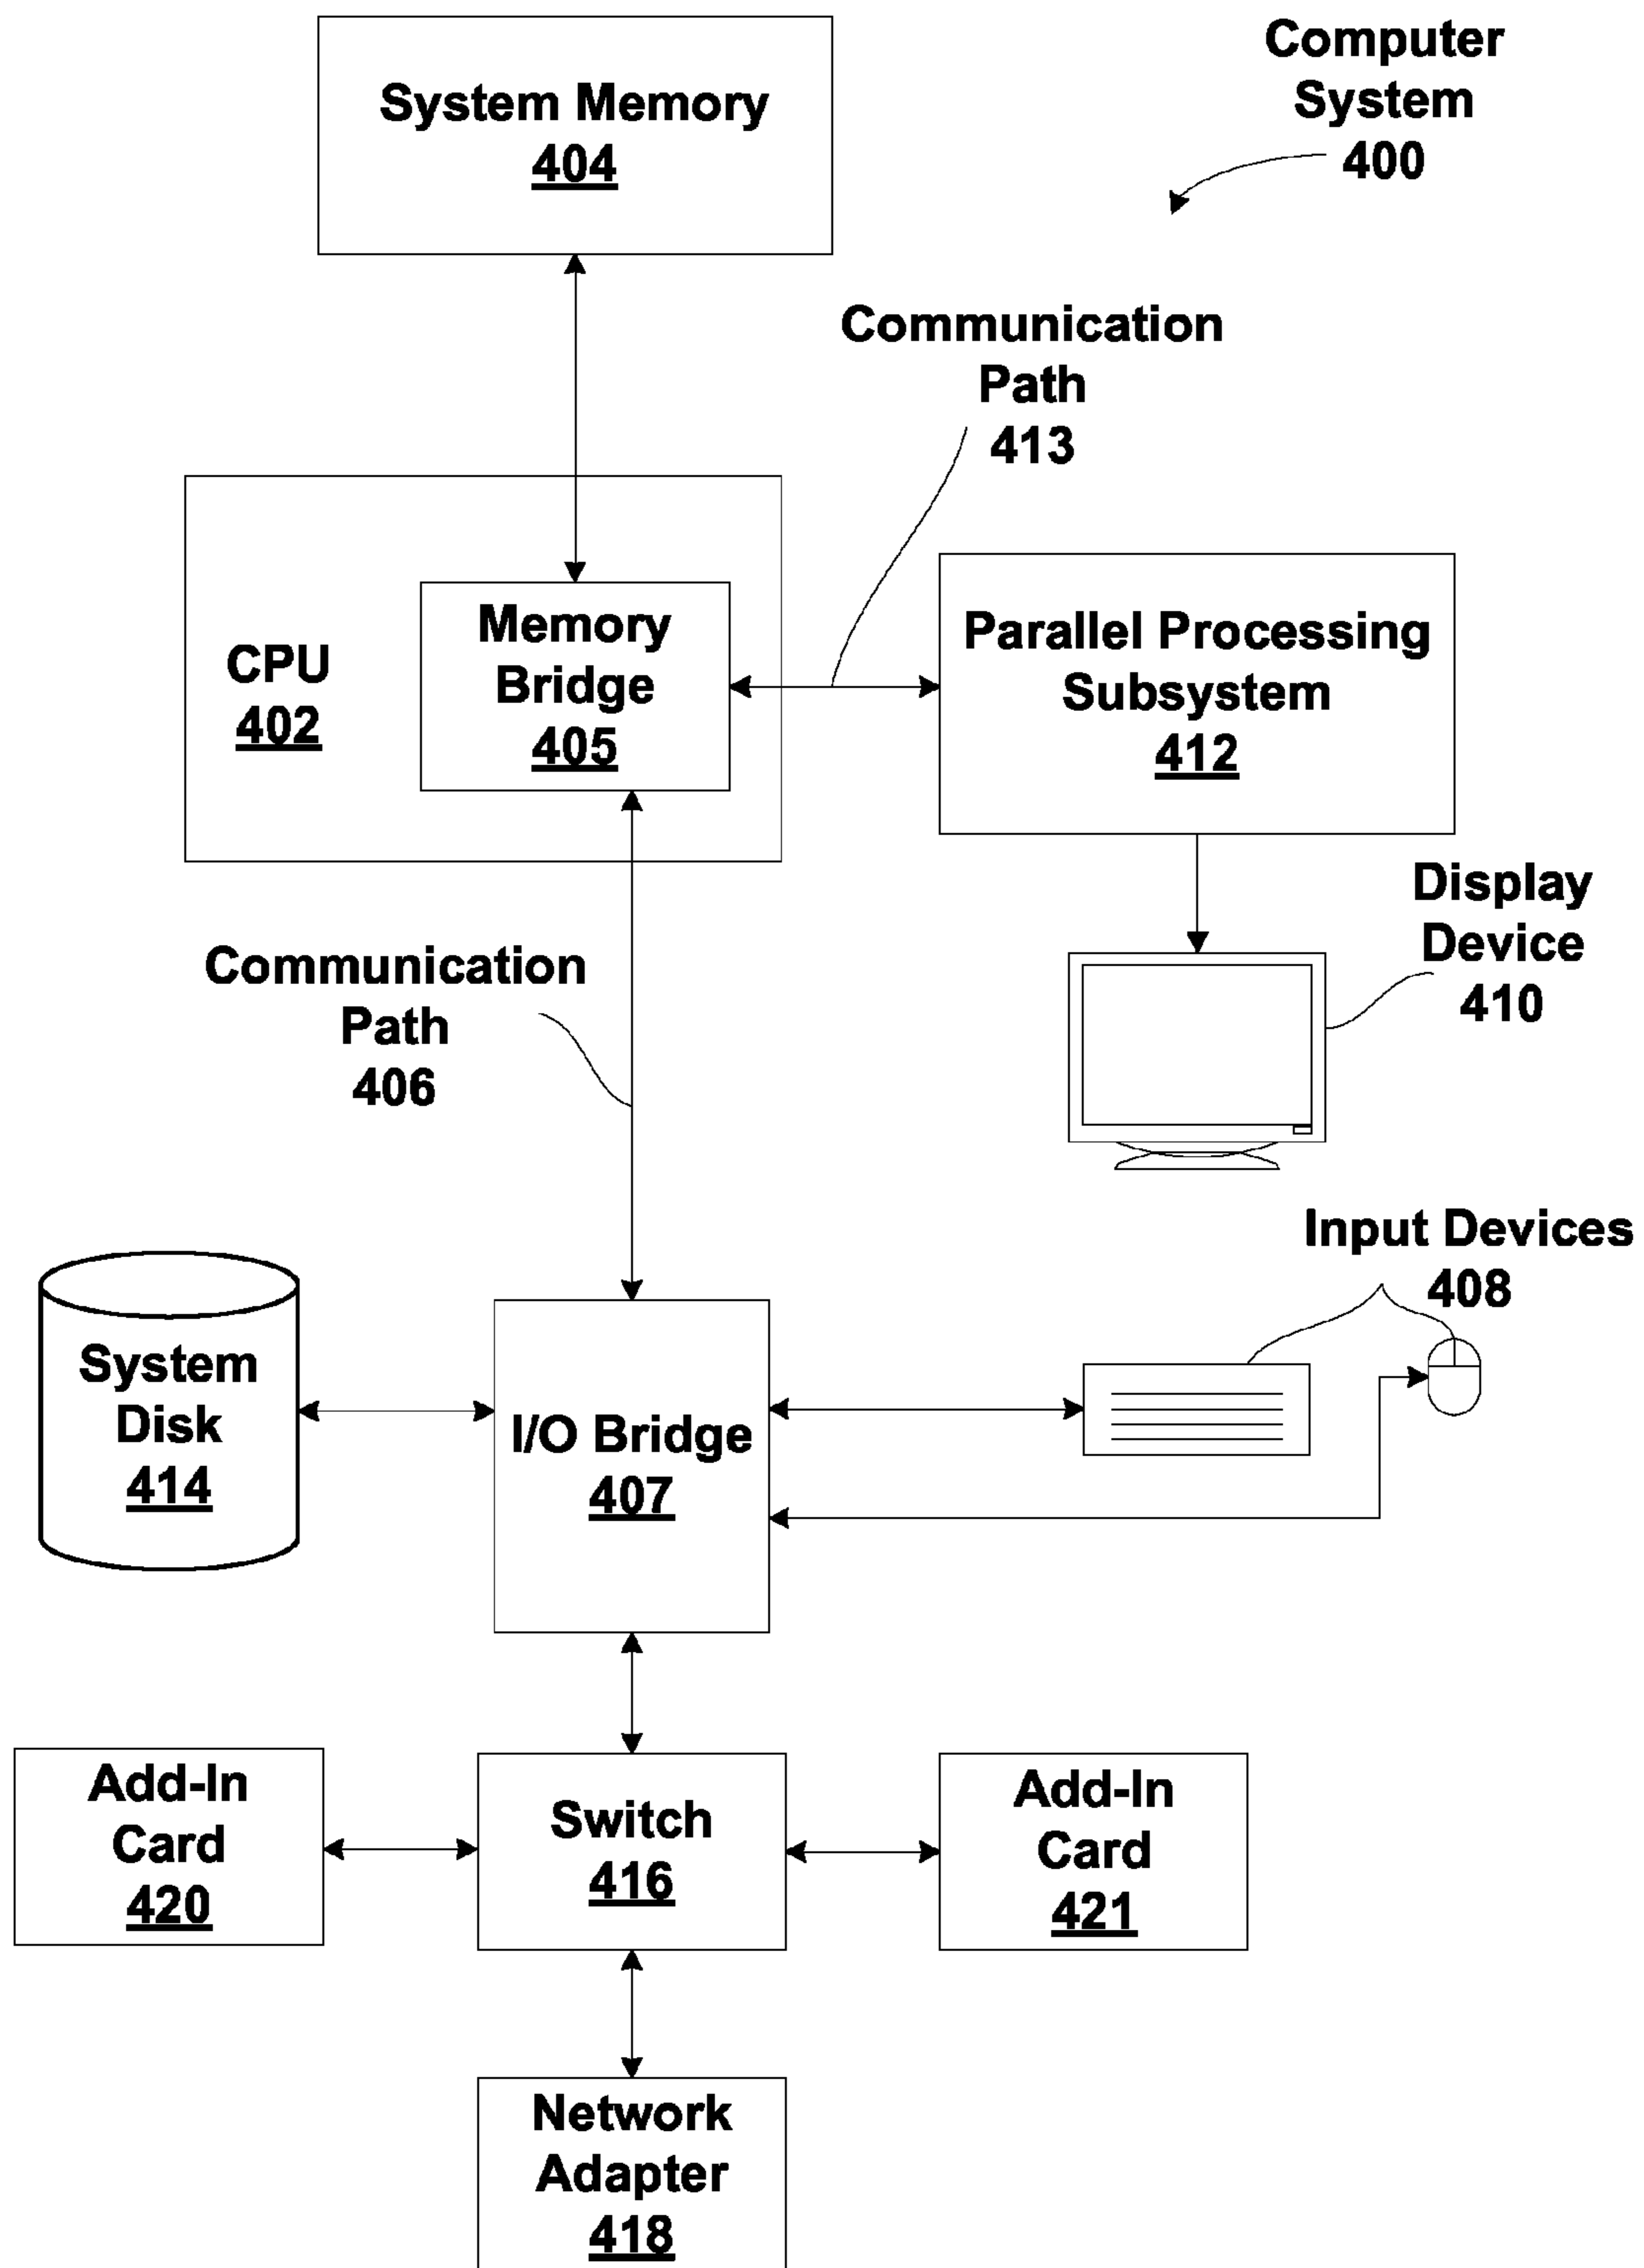 Computer
System
400
System Memory
404
Communication
Path
413
CPU
402
Memory
Bridge
405
Parallel Processing
Subsystem
412
Display
Device
410
Communication
Path
406
Input Devices
408
System
Disk
414
I/O Bridge
407
Add-In
Card
420
Switch
416
Add-In
Card
421
Network
Adapter
418